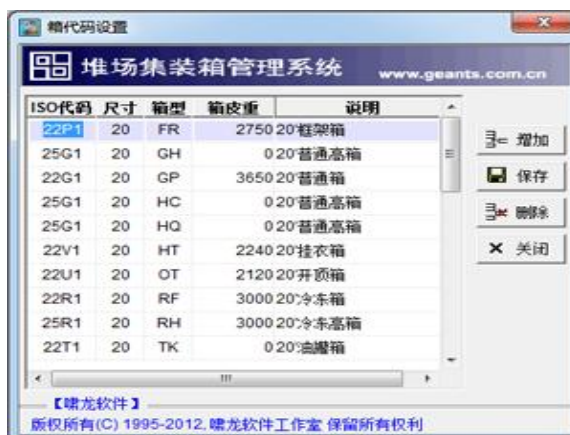 箱代码设置
堆场集装箱管理系统 www.geants.com.cn
ISO代码 尺寸 箱型 箱皮重 说明
22P1 20 FR 2750 20'框架箱
25G1 20 GH 0 20'普通高箱
22G1 20 GP 3650 20'普通箱
25G1 20 HC 0 20'普通高箱
25G1 20 HQ 0 20'普通高箱
22V1 20 HT 2240 20'挂衣箱
22U1 20 OT 2120 20'开顶箱
22R1 20 RF 3000 20'冷冻箱
25R1 20 RH 3000 20'冷冻高箱
22T1 20 TK 0 20'油罐箱
增加
保存
删除
关闭
【啸龙软件】
版权所有(C) 1995-2012, 啸龙软件工作室 保留所有权利